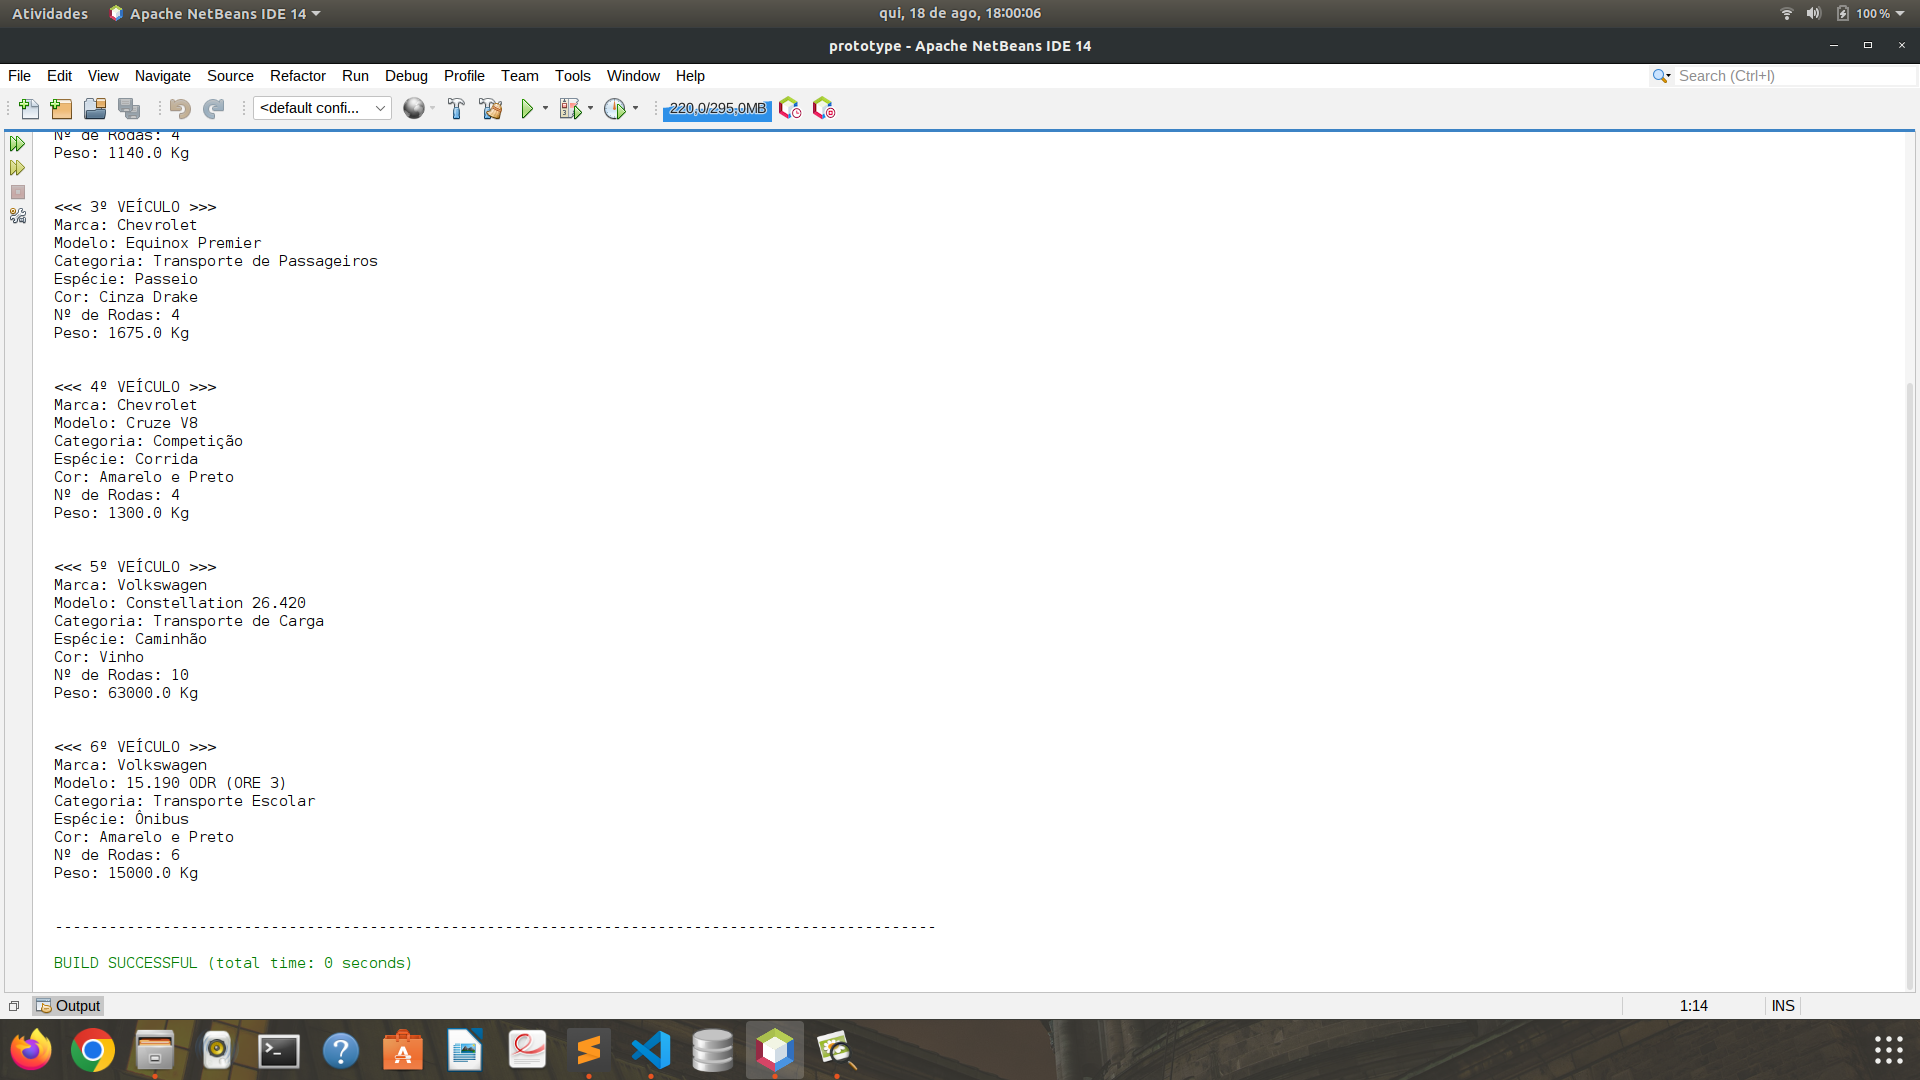 Atividades
Apache NetBeans IDE 14
qui, 18 de ago, 18:00:06
100 %
prototype - Apache NetBeans IDE 14
File Edit View Navigate Source Refactor Run Debug Profile Team Tools Window Help
Search (Ctrl+I)
<default confi...
220,0/295,0MB
Nº de Rodas: 4
Peso: 1140.0 Kg
<<< 3º VEÍCULO >>>
Marca: Chevrolet
Modelo: Equinox Premier
Categoria: Transporte de Passageiros
Espécie: Passeio
Cor: Cinza Drake
Nº de Rodas: 4
Peso: 1675.0 Kg
<<< 4º VEÍCULO >>>
Marca: Chevrolet
Modelo: Cruze V8
Categoria: Competição
Espécie: Corrida
Cor: Amarelo e Preto
Nº de Rodas: 4
Peso: 1300.0 Kg
<<< 5º VEÍCULO >>>
Marca: Volkswagen
Modelo: Constellation 26.420
Categoria: Transporte de Carga
Espécie: Caminhão
Cor: Vinho
Nº de Rodas: 10
Peso: 63000.0 Kg
<<< 6º VEÍCULO >>>
Marca: Volkswagen
Modelo: 15.190 ODR (ORE 3)
Categoria: Transporte Escolar
Espécie: Ônibus
Cor: Amarelo e Preto
Nº de Rodas: 6
Peso: 15000.0 Kg
--------------------------------------------------------------------------------------------------
BUILD SUCCESSFUL (total time: 0 seconds)
Output
1:14
INS